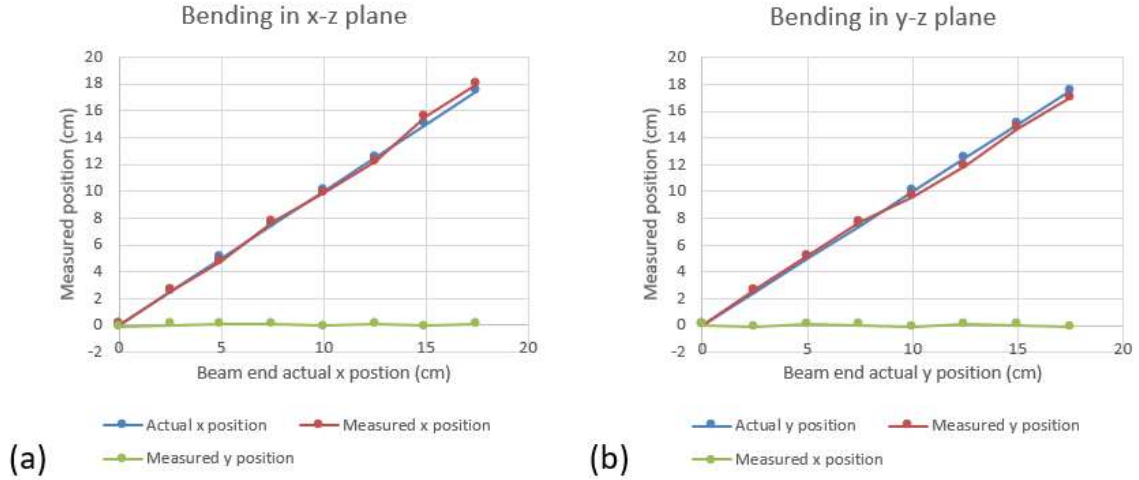 Bending in x-z plane
Measured position (cm)
20
18
16
14
12
10
8
6
4
2
0
-2
0 5 10 15 20
Beam end actual x postion (cm)
Actual x position Measured x position
Measured y position
(a)
Bending in y-z plane
Measured position (cm)
20
18
16
14
12
10
8
6
4
2
0
-2
0 5 10 15 20
Beam end actual y position (cm)
Actual y position Measured y position
Measured x position
(b)